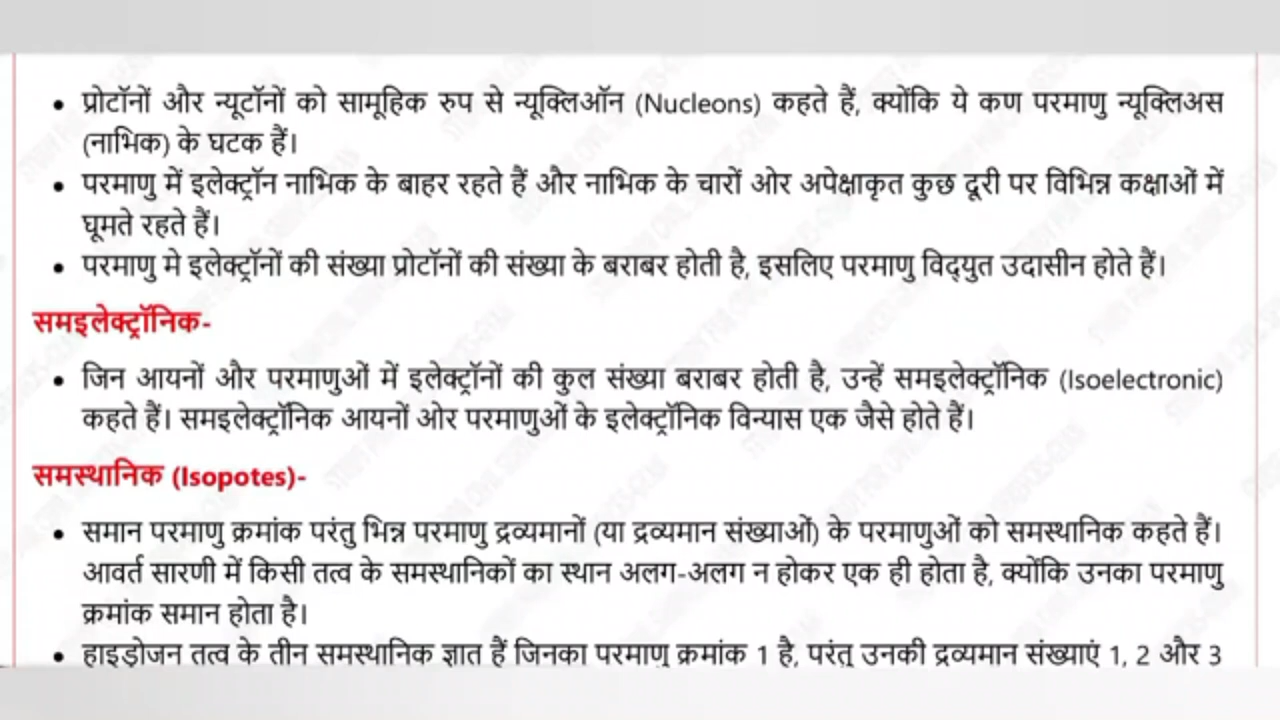 • प्रोटॉनों और न्यूटॉनों को सामूहिक रुप से न्यूक्लिऑन (Nucleons) कहते हैं, क्योंकि ये कण परमाणु न्यूक्लिअस
(नाभिक) के घटक हैं।
• परमाणु में इलेक्ट्रॉन नाभिक के बाहर रहते हैं और नाभिक के चारों ओर अपेक्षाकृत कुछ दूरी पर विभिन्न कक्षाओं में
घूमते रहते हैं।
• परमाणु मे इलेक्ट्रॉनों की संख्या प्रोटॉनों की संख्या के बराबर होती है, इसलिए परमाणु विद्युत उदासीन होते हैं।
समइलेक्ट्रॉनिक-
• जिन आयनों और परमाणुओं में इलेक्ट्रॉनों की कुल संख्या बराबर होती है, उन्हें समइलेक्ट्रॉनिक (Isoelectronic)
कहते हैं। समइलेक्ट्रॉनिक आयनों ओर परमाणुओं के इलेक्ट्रॉनिक विन्यास एक जैसे होते हैं।
समस्थानिक (Isopotes)-
• समान परमाणु क्रमांक परंतु भिन्न परमाणु द्रव्यमानों (या द्रव्यमान संख्याओं) के परमाणुओं को समस्थानिक कहते हैं।
आवर्त सारणी में किसी तत्व के समस्थानिकों का स्थान अलग-अलग न होकर एक ही होता है, क्योंकि उनका परमाणु
क्रमांक समान होता है।
• हाइड्रोजन तत्व के तीन समस्थानिक ज्ञात हैं जिनका परमाणु क्रमांक 1 है, परंतु उनकी द्रव्यमान संख्याएं 1, 2 और 3